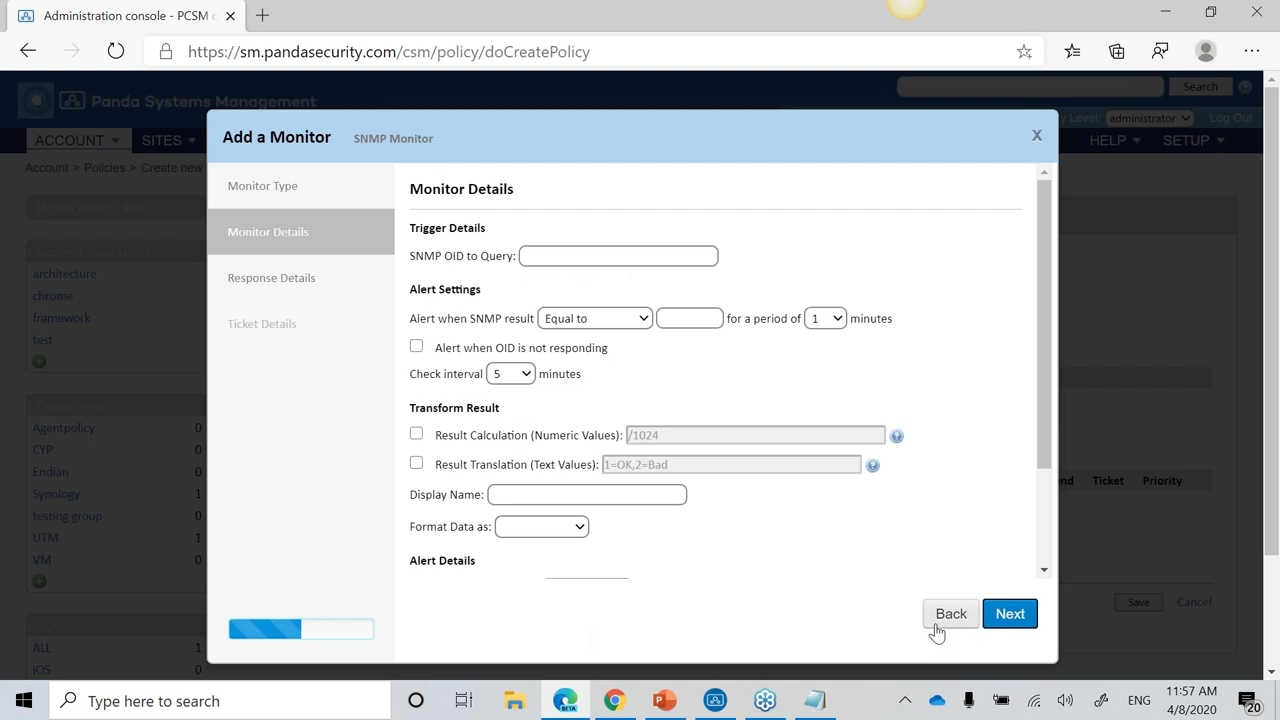 Administration - PCSM c
https://sm.pandasecurity.com/csm/policy/doCreatePolicy
Panda Systems Management
Search
ACCOUNT
SITES
y Level:
administrator
Log Out
HELP
SETUP
Account > Policies > Create new
Add a Monitor
SNMP Monitor
X
Monitor Type
Monitor Details
Response Details
Ticket Details
Monitor Details
Trigger Details
SNMP OID to Query:
Alert Settings
Alert when SNMP result Equal to for a period of 1 minutes
Alert when OID is not responding
Check interval 5 minutes
Transform Result
Result Calculation (Numeric Values): /1024
Result Translation (Text Values): 1=OK,2=Bad
Display Name:
Format Data as:
Alert Details
Back
Next
architecture
chrome
framework
test
Agentpolicy 0
CYP 0
Endian 0
Synology 1
testing group 0
UTM 1
VM 0
ALL 1
iOS 0
ond
Ticket
Priority
Save
Cancel
Type here to search
BETA
ENG
11:57 AM
4/8/2020
20